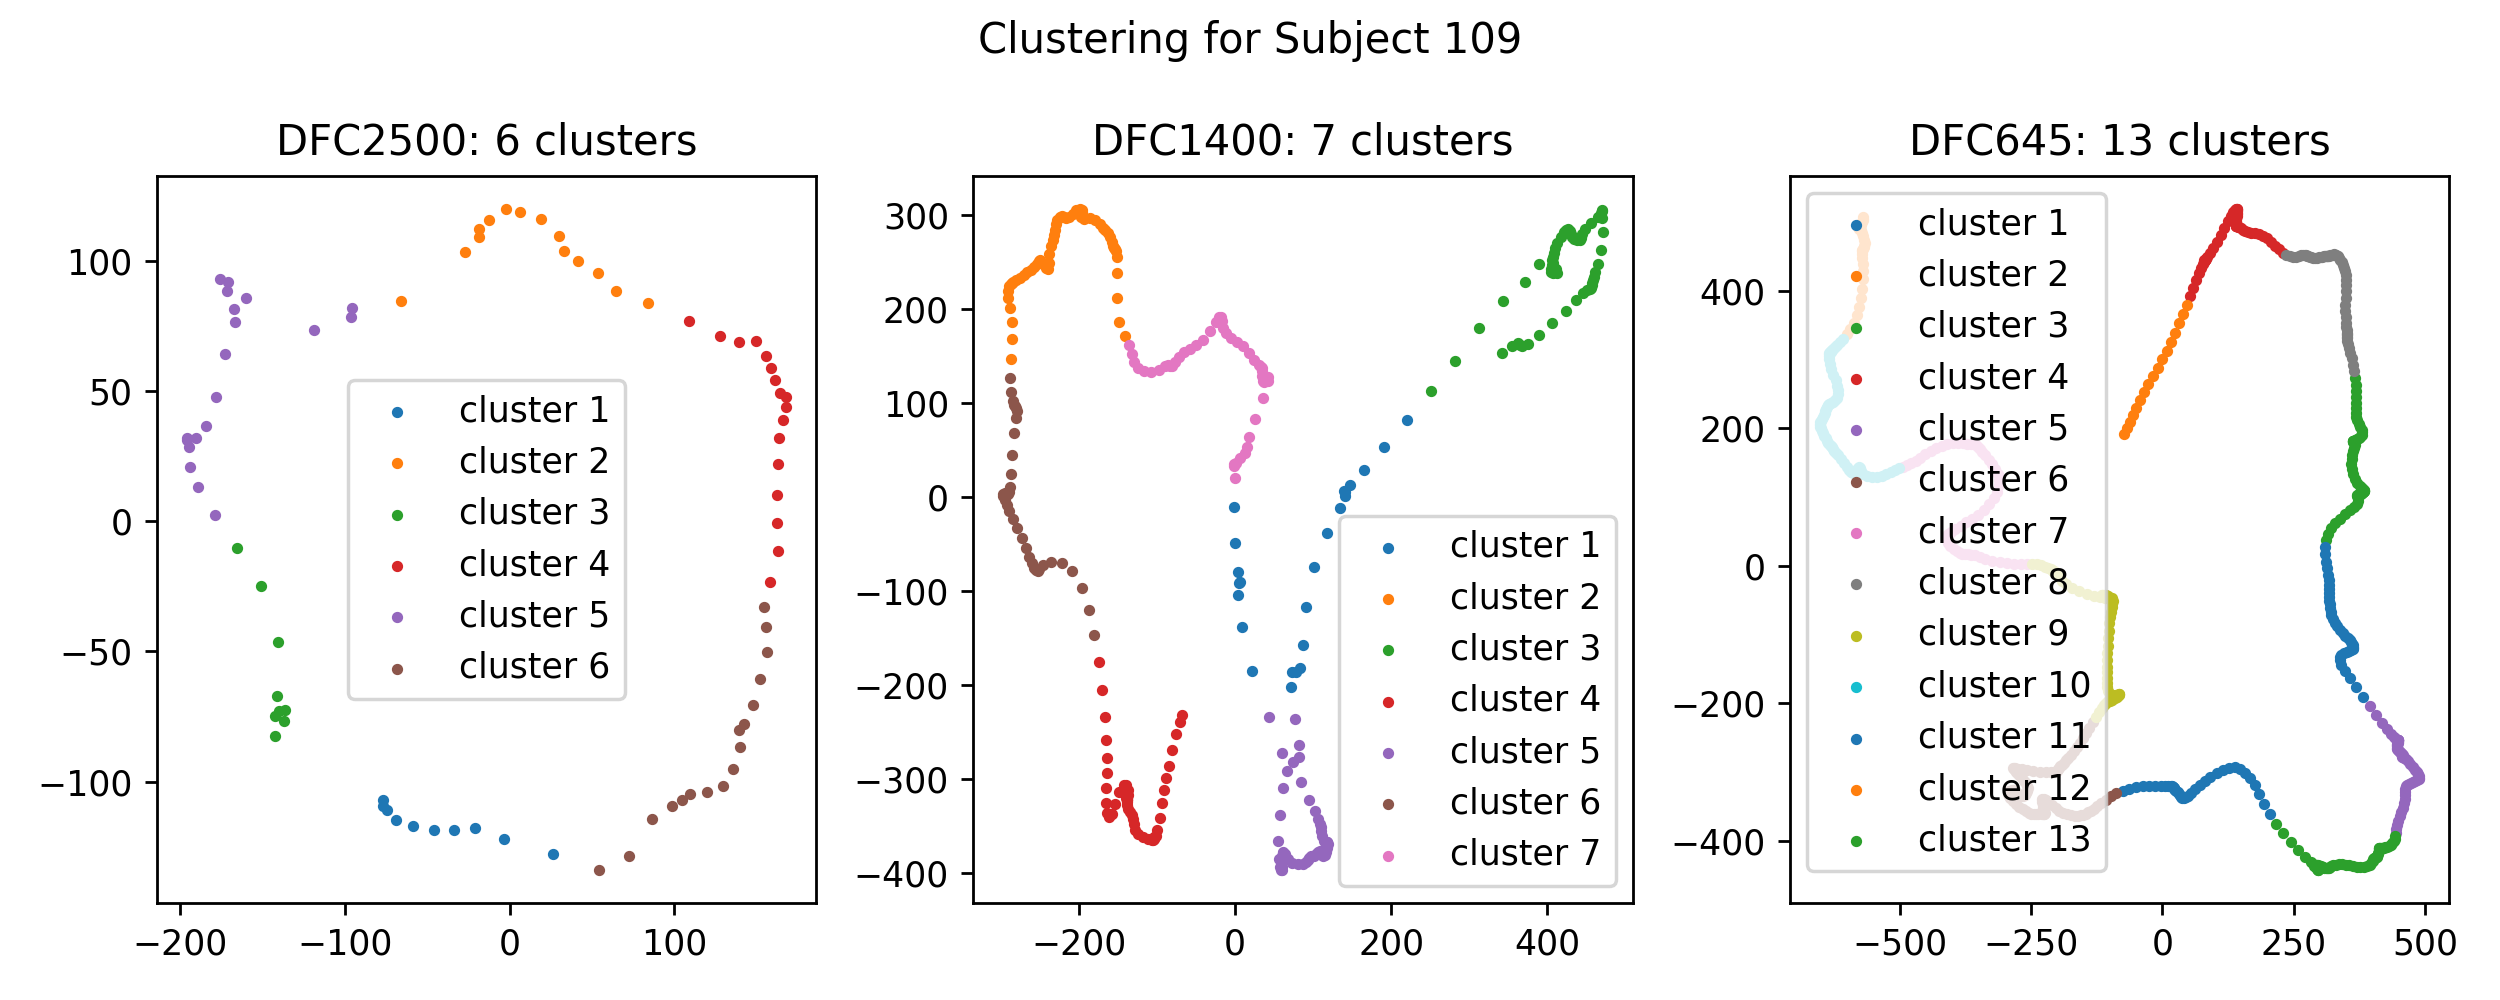 Clustering for Subject 109
DFC2500: 6 clusters
100
50
0
−50
−100
−200
−100
0
100
cluster 1
cluster 2
cluster 3
cluster 4
cluster 5
cluster 6
DFC1400: 7 clusters
300
200
100
0
−100
−200
−300
−400
−200
0
200
400
cluster 1
cluster 2
cluster 3
cluster 4
cluster 5
cluster 6
cluster 7
DFC645: 13 clusters
400
200
0
−200
−400
−500
−250
0
250
500
cluster 1
cluster 2
cluster 3
cluster 4
cluster 5
cluster 6
cluster 7
cluster 8
cluster 9
cluster 10
cluster 11
cluster 12
cluster 13